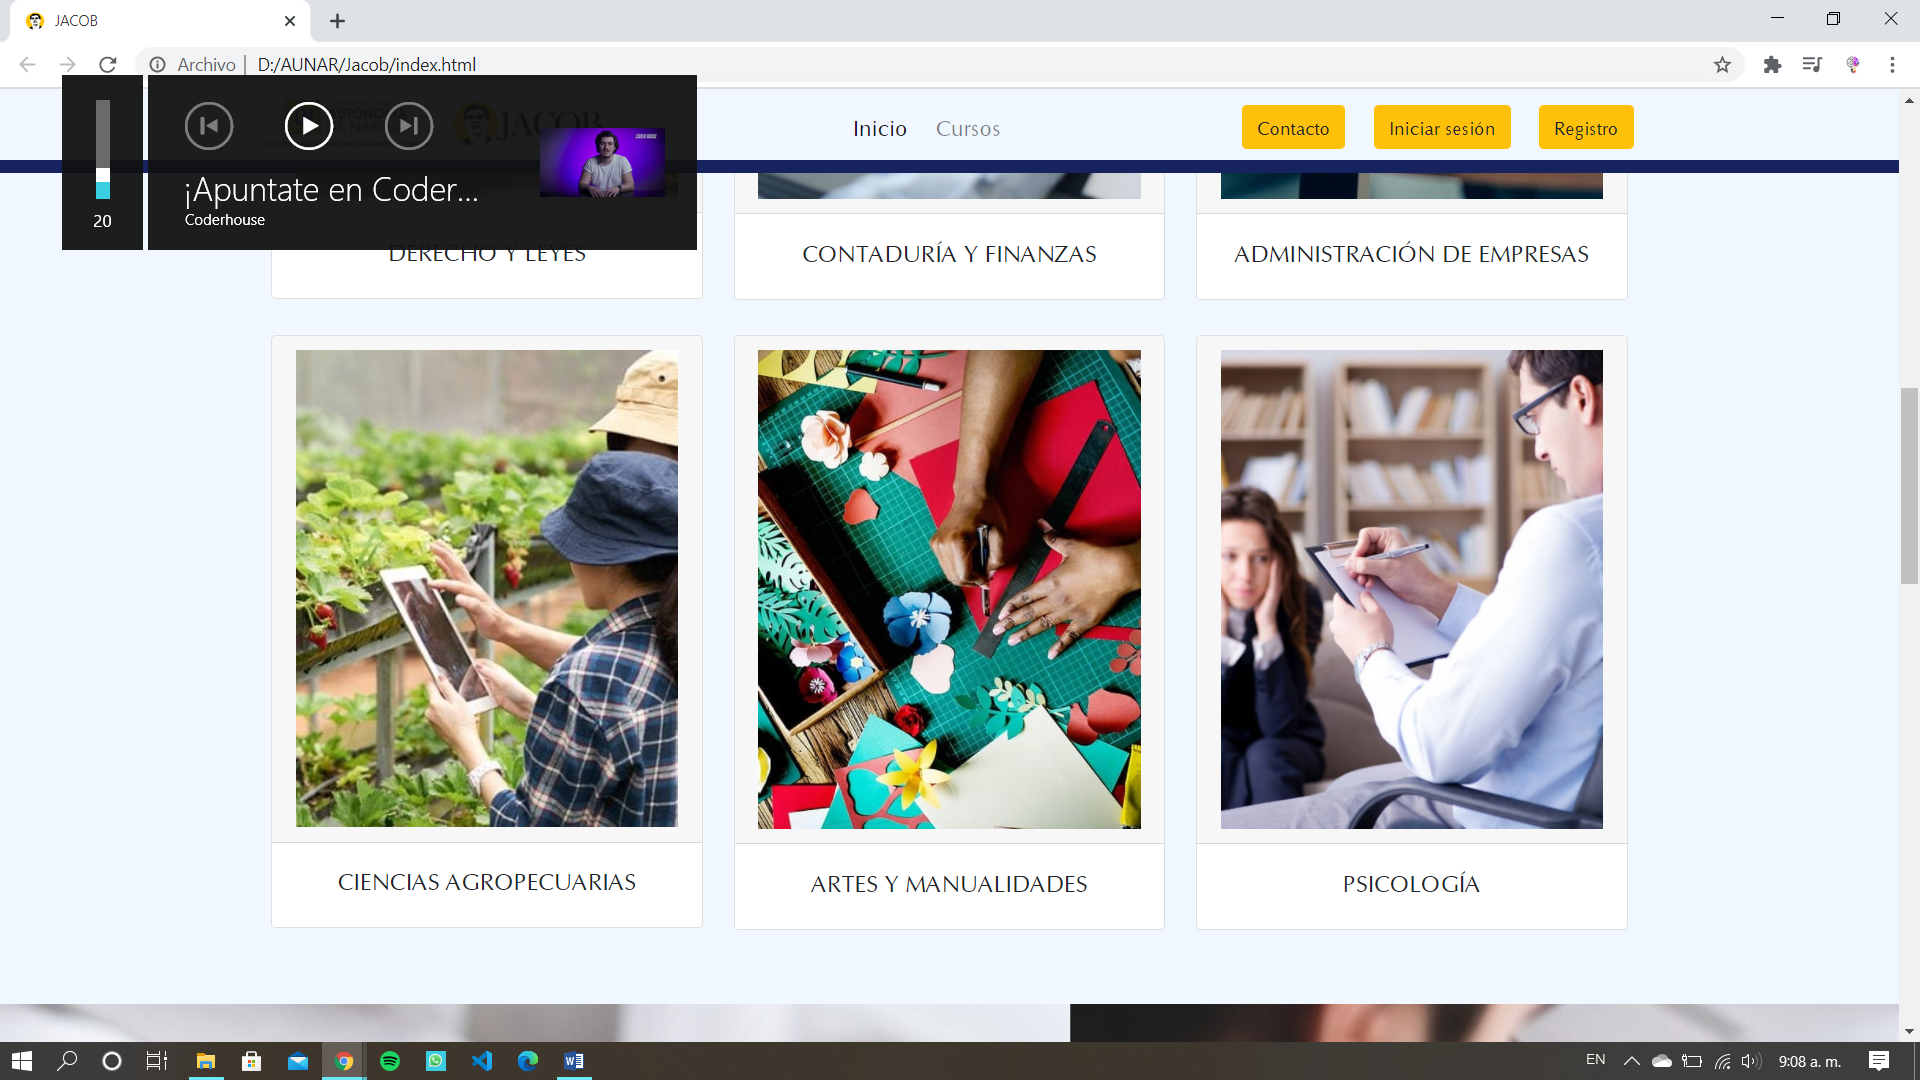 JACOB
Archivo
D:/AUNAR/Jacob/index.html
20
¡Apuntate en Coder...
Coderhouse
JACOB
Inicio
Cursos
Contacto
Iniciar sesión
Registro
DERECHO Y LEYES
CONTADURÍA Y FINANZAS
ADMINISTRACIÓN DE EMPRESAS
CIENCIAS AGROPECUARIAS
ARTES Y MANUALIDADES
PSICOLOGÍA
EN
9:08 a. m.